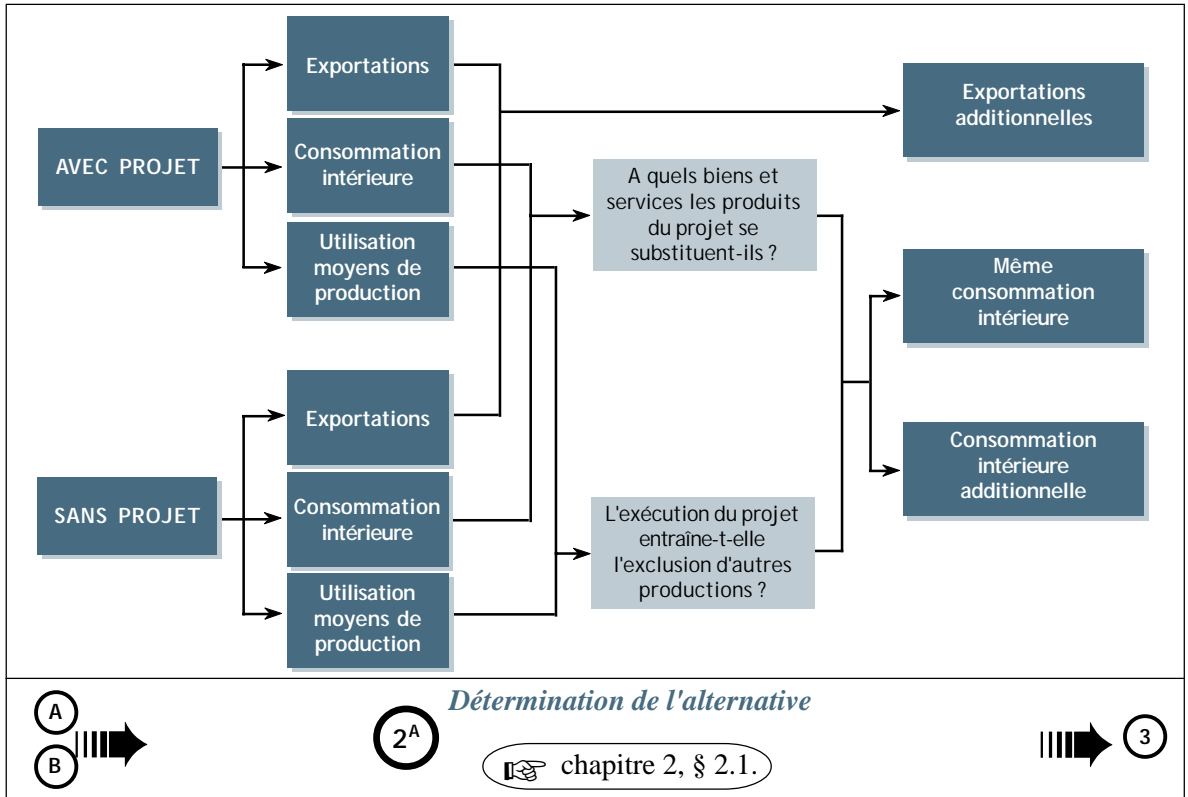 AVEC PROJET
Exportations
Consommation
intérieure
Utilisation
moyens de
production
SANS PROJET
Exportations
Consommation
intérieure
Utilisation
moyens de
production
A quels biens et
services les produits
du projet se
substituent-ils ?
L'exécution du projet
entraîne-t-elle
l'exclusion d'autres
productions ?
Exportations
additionnelles
Même
consommation
intérieure
Consommation
intérieure
additionnelle
A
B
2A
Détermination de l'alternative
chapitre 2, § 2.1.
3